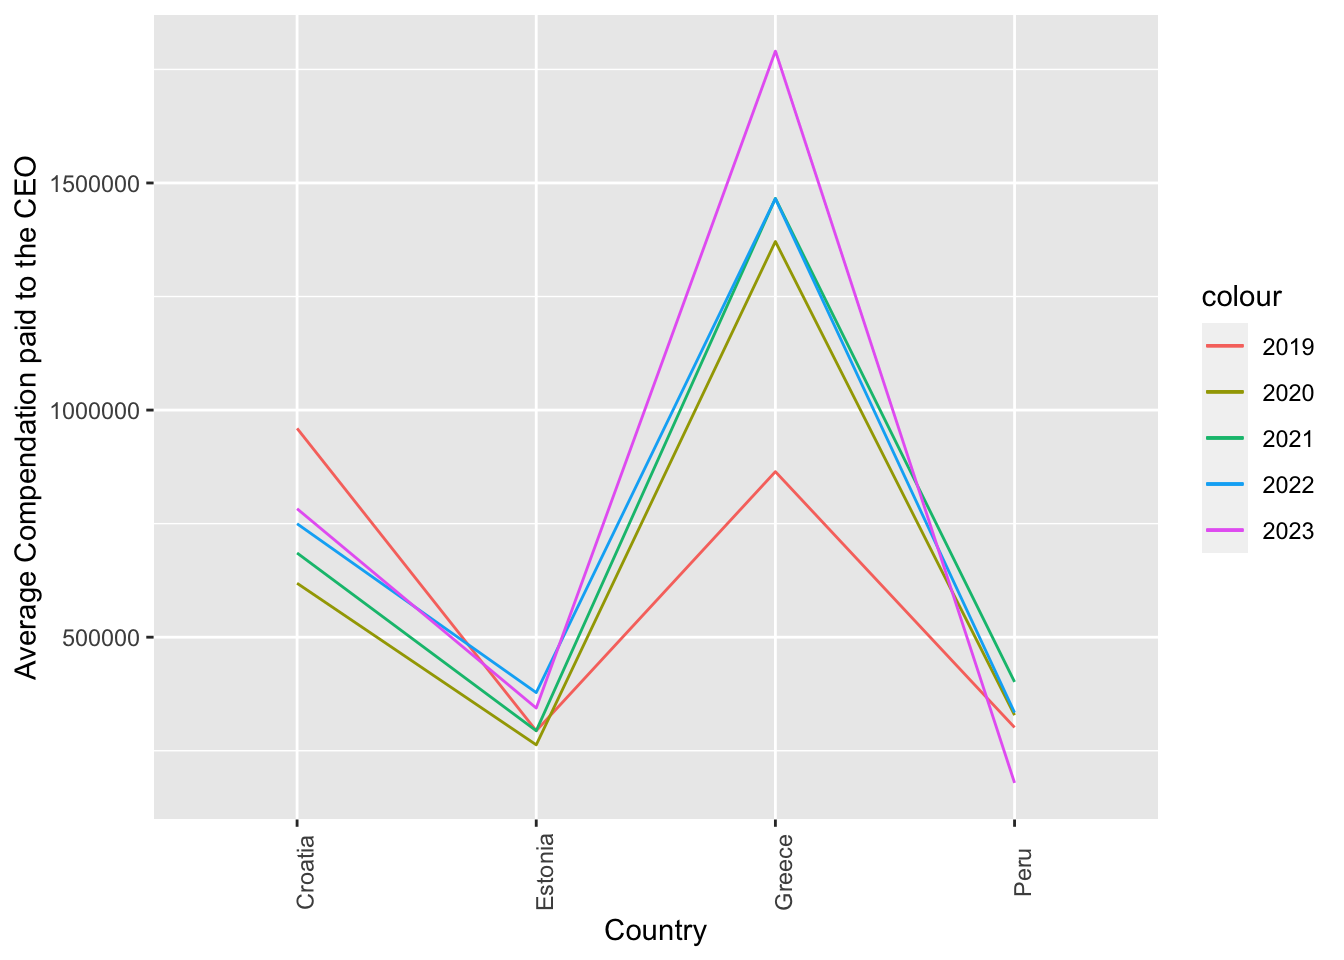 Average Compendation paid to the CEO
1500000
1000000
500000
Croatia
Estonia
Greece
Peru
Country
colour
2019
2020
2021
2022
2023